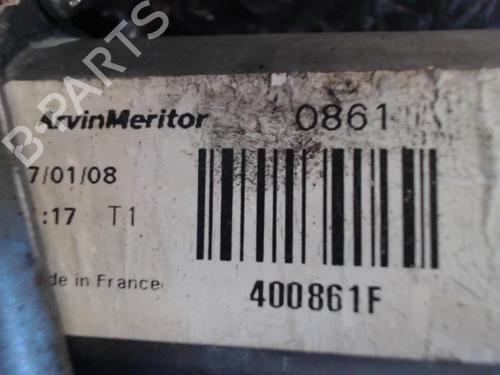 B-PARTS
ArvinMeritor 0861
7/01/08
:17 T1
de in France
400861F